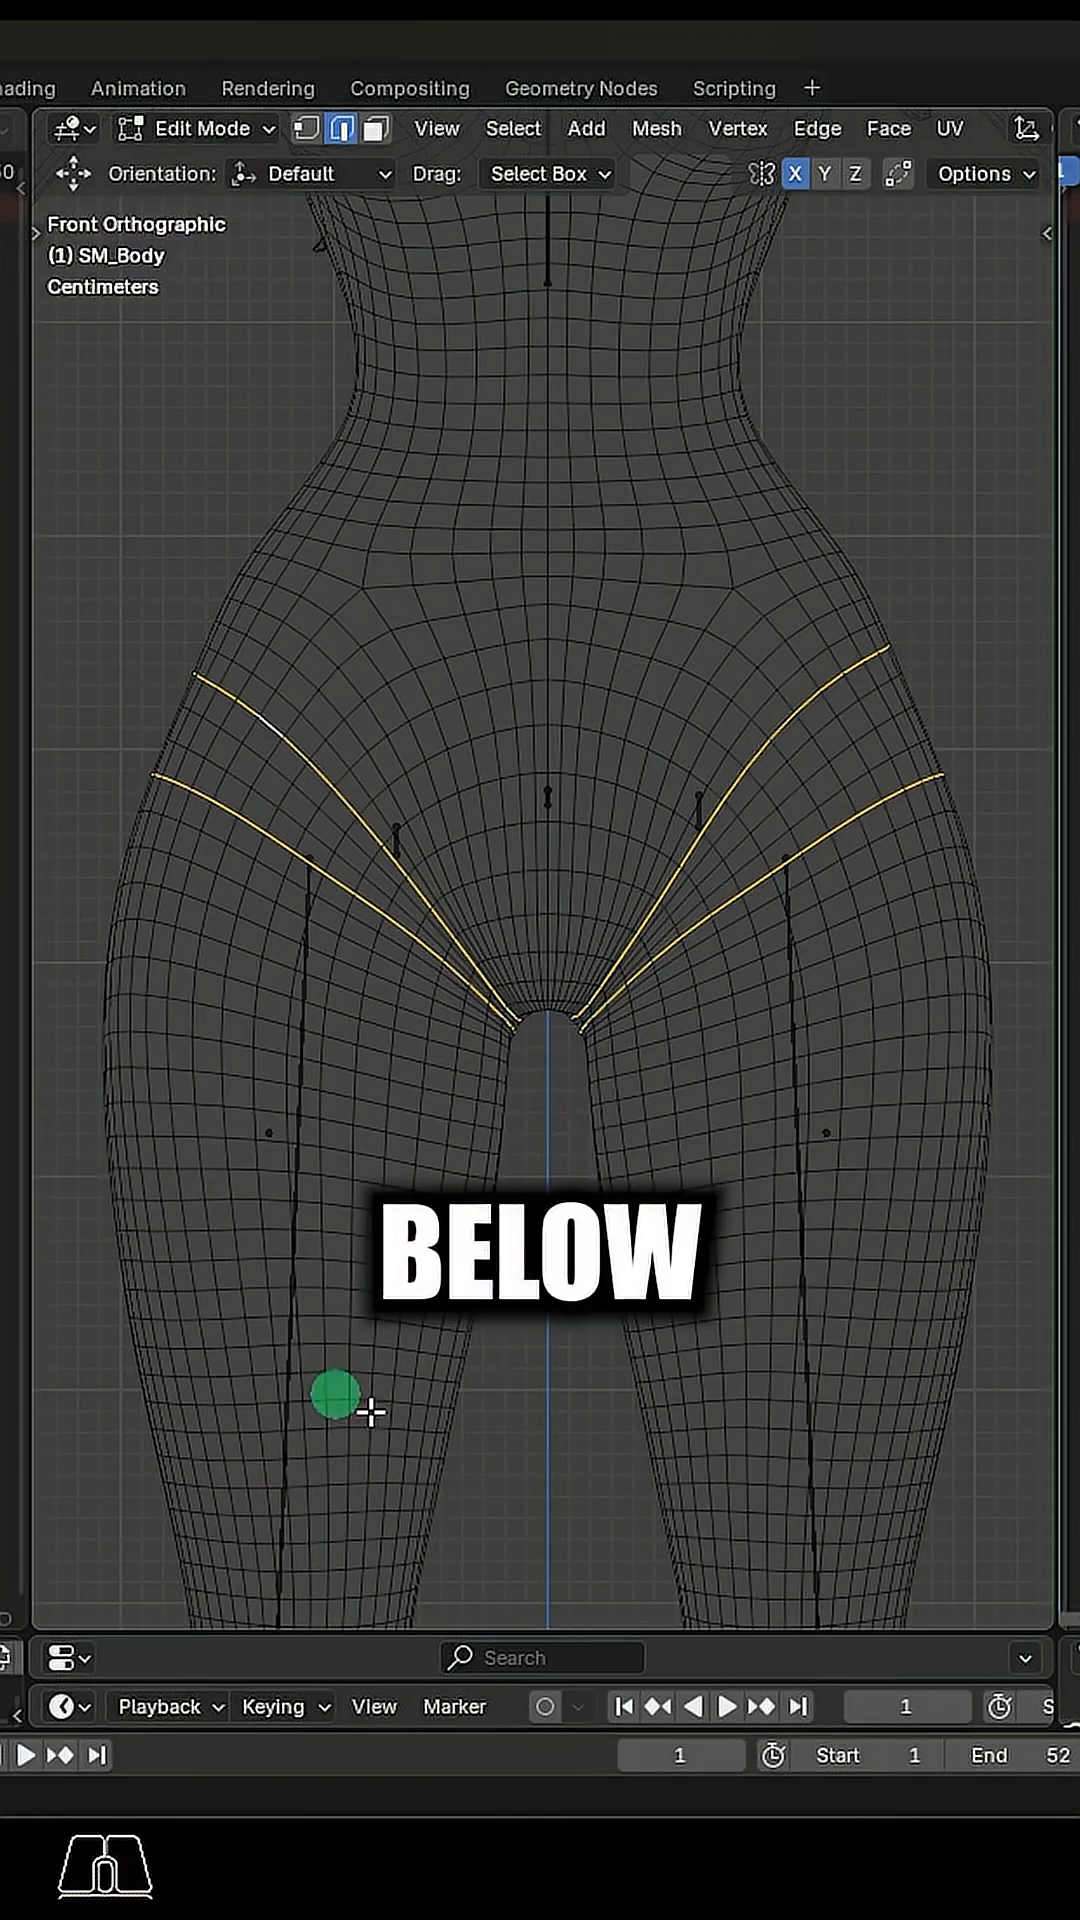 ading Animation Rendering Compositing Geometry Nodes Scripting +
Edit Mode View Select Add Mesh Vertex Edge Face UV
50 Orientation: Default Drag: Select Box X Y Z Options 1
Front Orthographic
(1) SM_Body
Centimeters
BELOW
Search
Playback Keying View Marker 1 S
1 Start 1 End 52